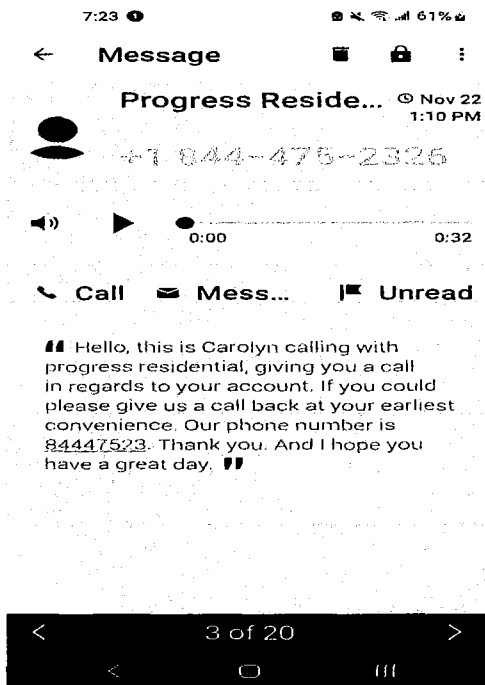 7:23
61%
Message
Progress Reside... Nov 22
1:10 PM
+1 844-475-2326
0:00 0:32
Call Mess... Unread
" Hello, this is Carolyn calling with
progress residential, giving you a call
in regards to your account. If you could
please give us a call back at your earliest
convenience. Our phone number is
84447523. Thank you. And I hope you
have a great day. "
< 3 of 20 >